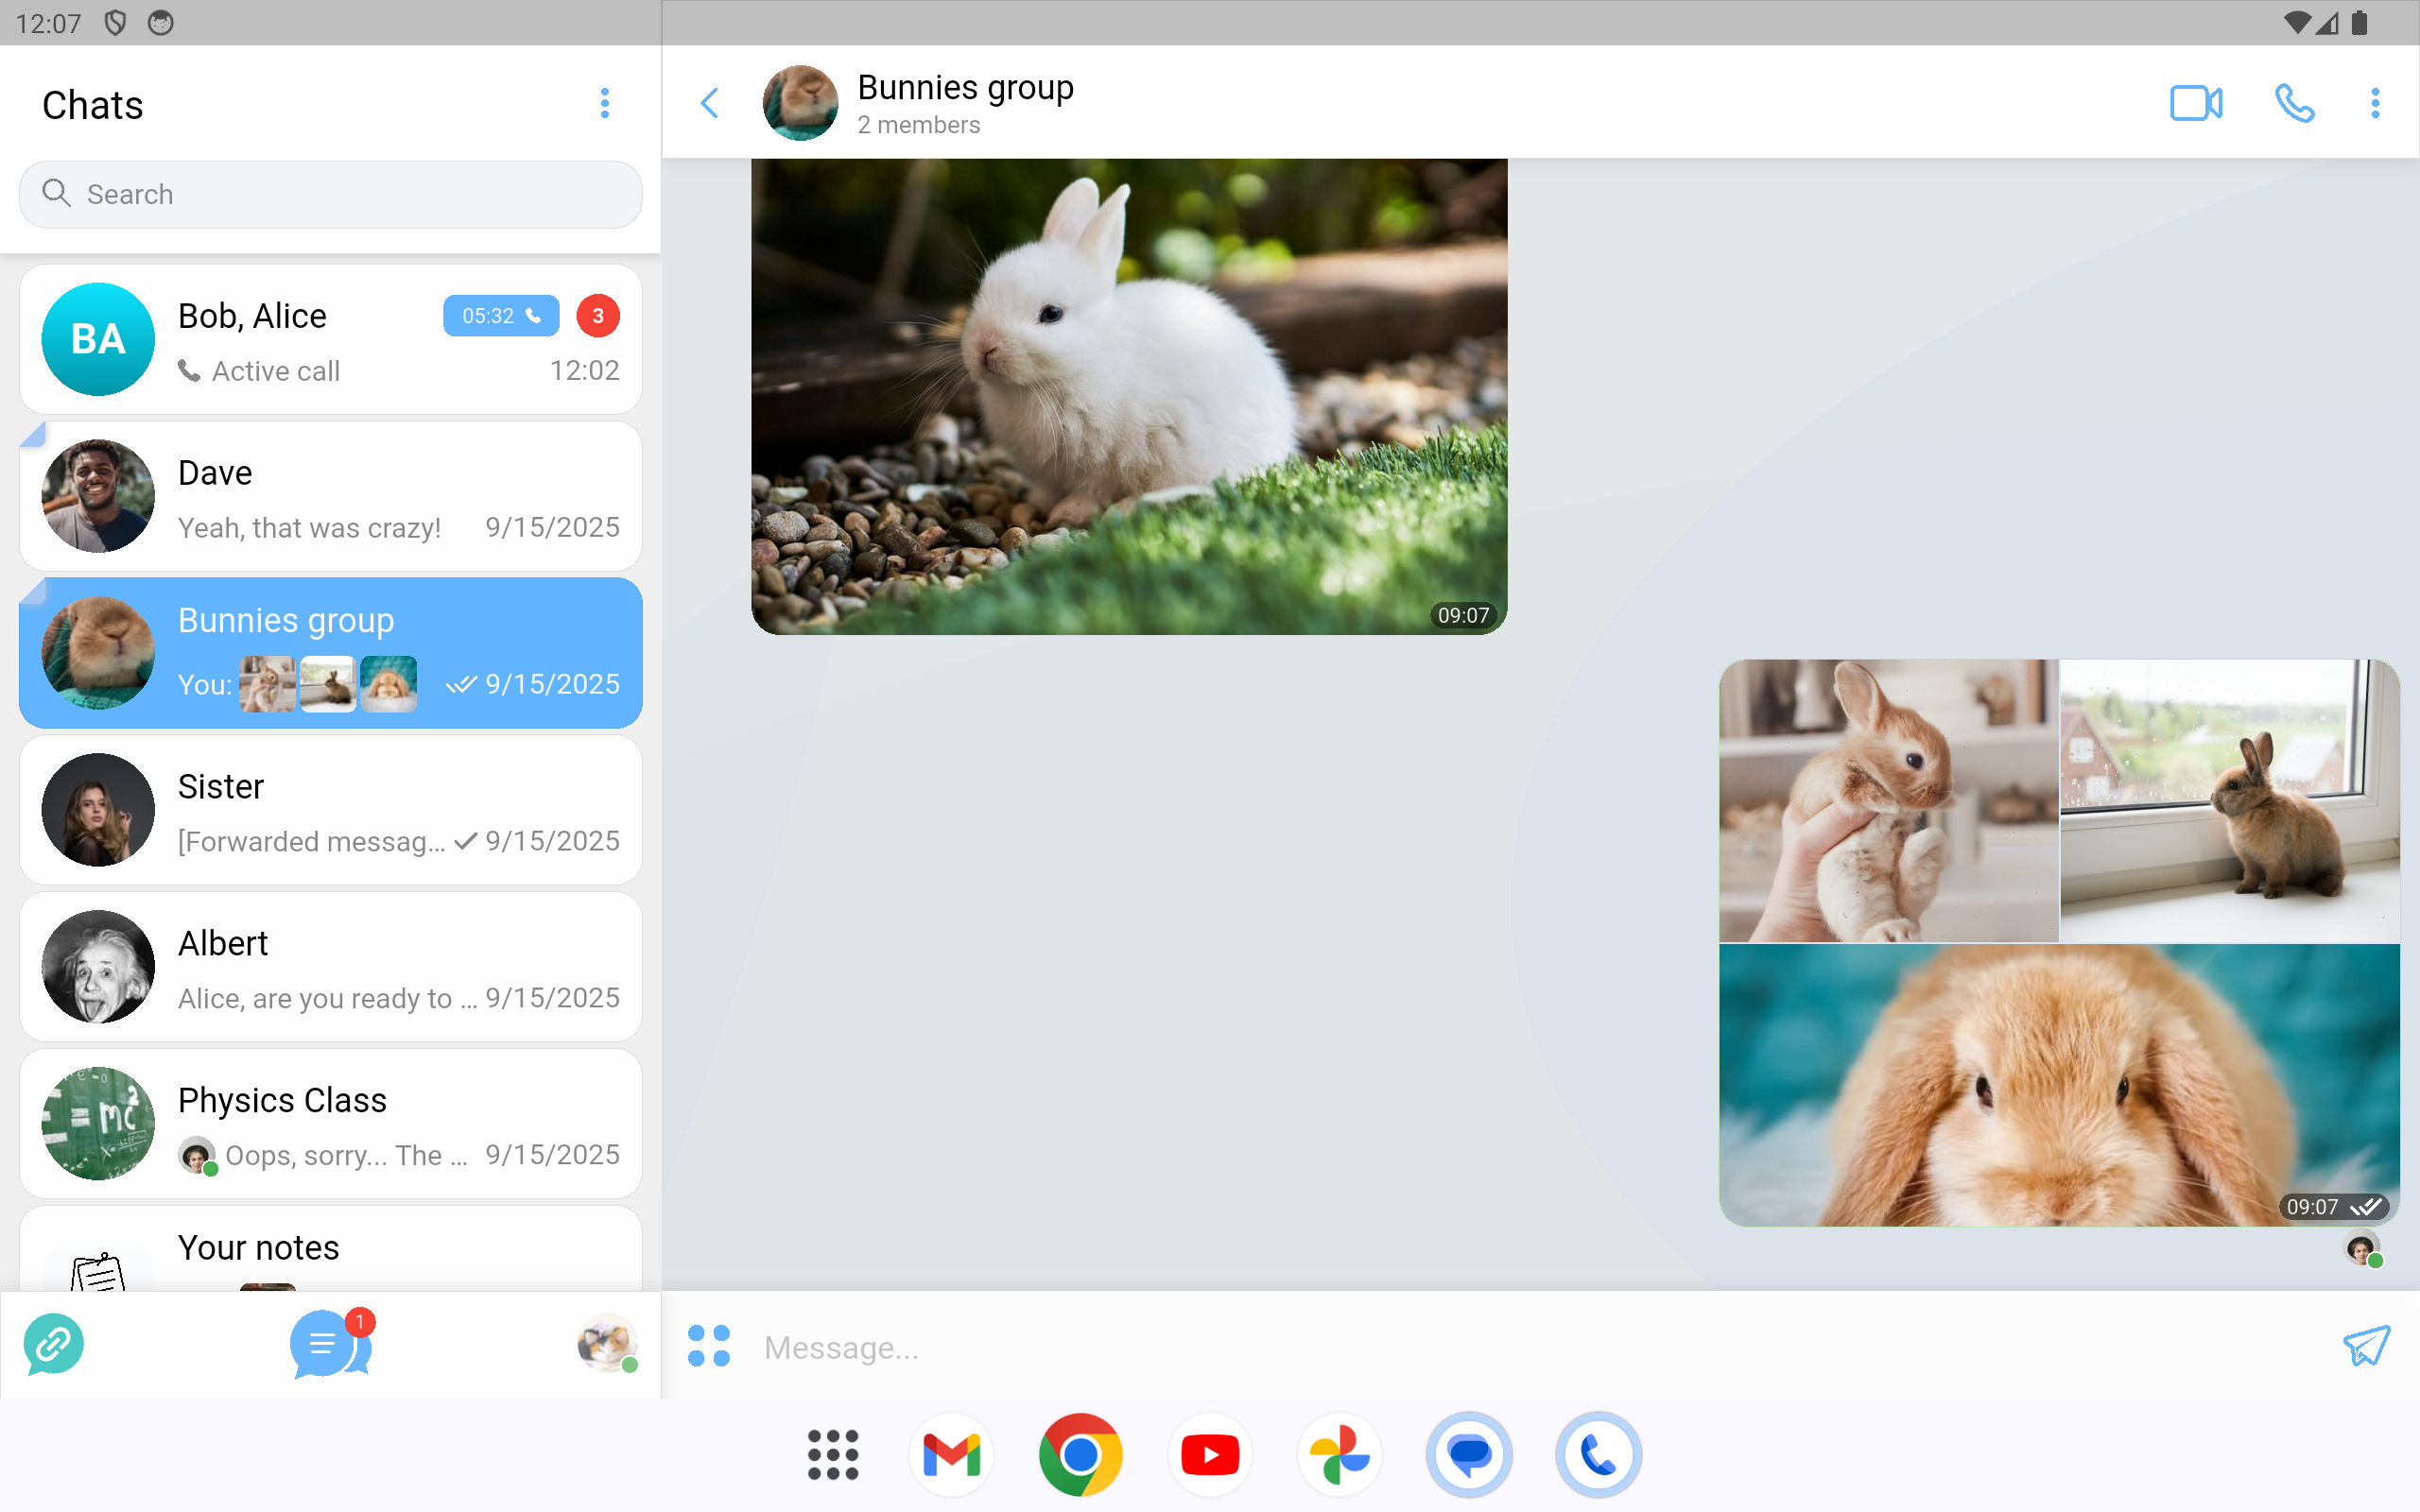 12:07
Chats
Search
BA
Bob, Alice
05:32
3
Active call
12:02
Dave
Yeah, that was crazy!
9/15/2025
Bunnies group
You:
9/15/2025
Sister
[Forwarded messag...
9/15/2025
Albert
Alice, are you ready to ...
9/15/2025
Physics Class
Oops, sorry... The ...
9/15/2025
Your notes
1
Bunnies group
2 members
09:07
09:07
Message...